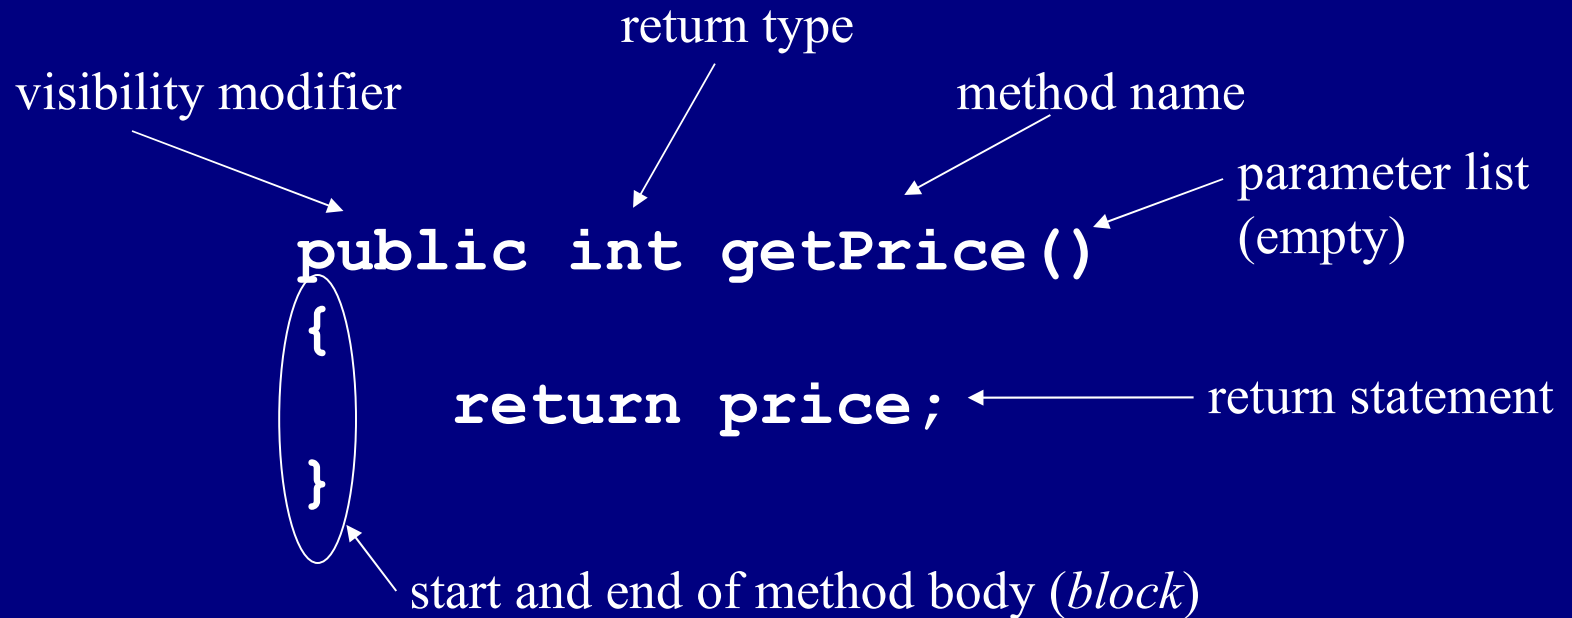 return type
visibility modifier
method name
parameter list
(empty)
public int getPrice()
{
return price;
return statement
}
start and end of method body (block)